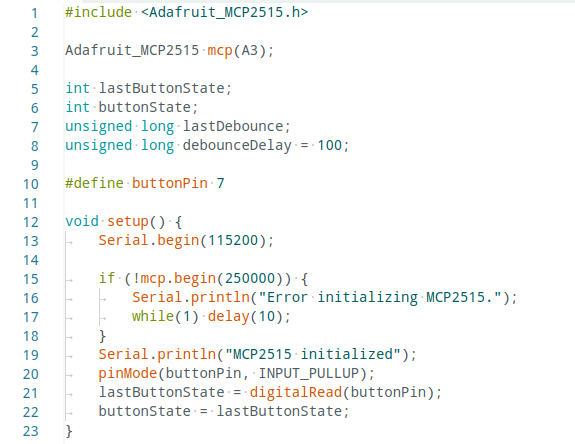 1 #include <Adafruit_MCP2515.h>
2
3 Adafruit_MCP2515 mcp(A3);
4
5 int lastButtonState;
6 int buttonState;
7 unsigned long lastDebounce;
8 unsigned long debounceDelay = 100;
9
10 #define buttonPin 7
11
12 void setup() {
13     Serial.begin(115200);
14
15     if (!mcp.begin(250000)) {
16         Serial.println("Error initializing MCP2515.");
17         while(1) delay(10);
18     }
19     Serial.println("MCP2515 initialized");
20     pinMode(buttonPin, INPUT_PULLUP);
21     lastButtonState = digitalRead(buttonPin);
22     buttonState = lastButtonState;
23 }